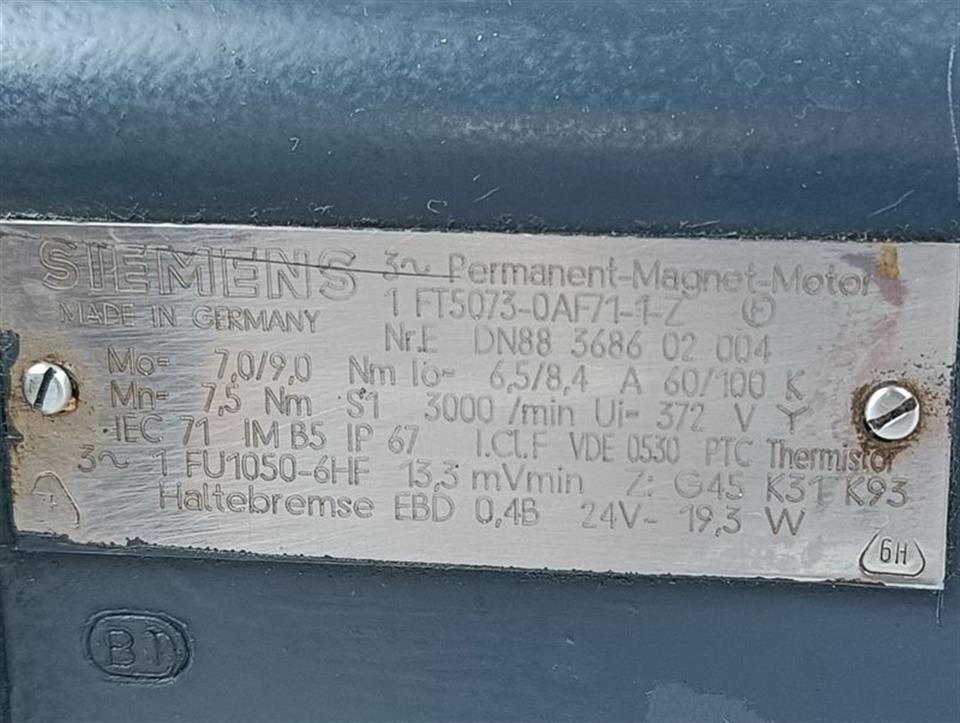 SIEMENS 3~ Permanent-Magnet-Motor
MADE IN GERMANY 1 FT5073-0AF71-1-Z
Nr.E DN88 3686 02 004
Mo= 7,0/9,0 Nm Io= 6,5/8,4 A 60/100 K
Mn= 7,5 Nm S1 3000 /min Ui= 372 V Y
IEC 71 IM B5 IP 67 I.Cl.F VDE 0530 PTC Thermistor
3~ 1 FU1050-6HF 13,3 mVmin Z: G45 K31 K93
Haltebremse EBD 0,4B 24V- 19,3 W
6H
B1